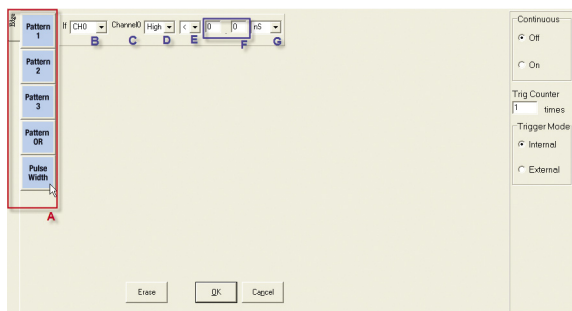 Edge
Pattern 1
Pattern 2
Pattern 3
Pattern OR
Pulse Width
A
If CH0 Channel0 High < 0 . 0 nS
B C D E F G
Continuous
Off
On
Trig Counter
1 times
Trigger Mode
Internal
External
Erase OK Cancel